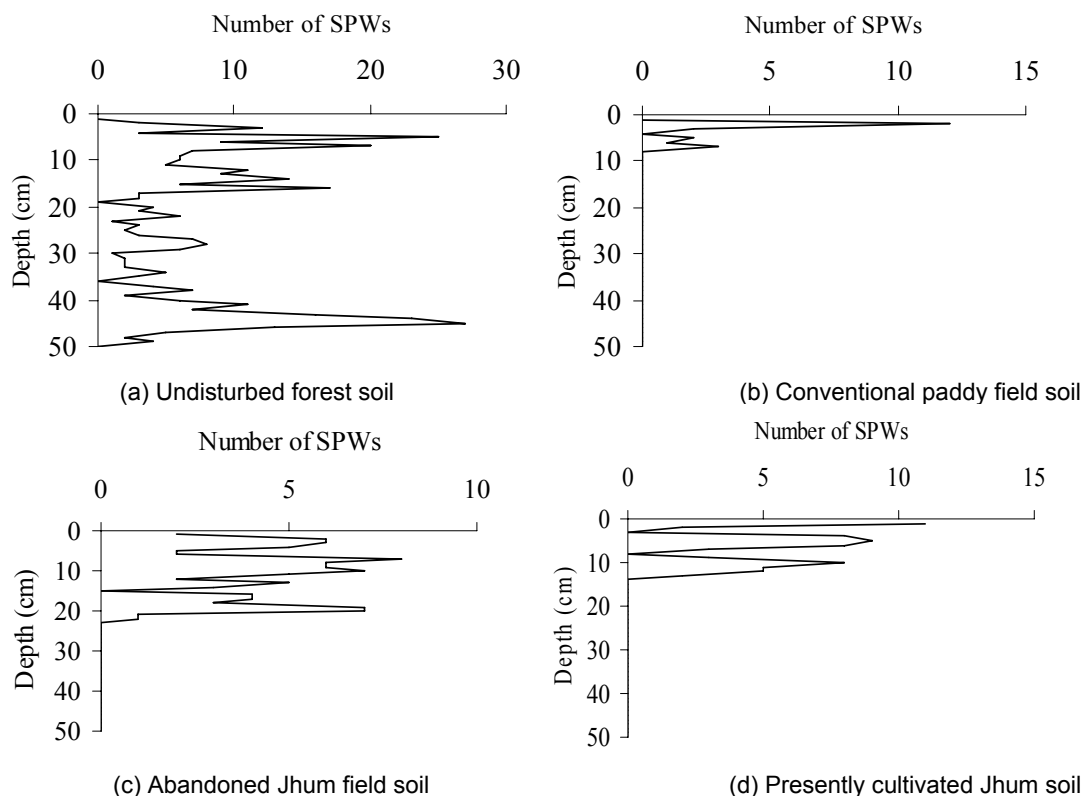 Number of SPWs
0 10 20 30
0
10
20
30
40
50
Depth (cm)
(a) Undisturbed forest soil
Number of SPWs
0 5 10 15
0
10
20
30
40
50
Depth (cm)
(b) Conventional paddy field soil
Number of SPWs
0 5 10
0
10
20
30
40
50
Depth (cm)
(c) Abandoned Jhum field soil
Number of SPWs
0 5 10 15
0
10
20
30
40
50
Depth (cm)
(d) Presently cultivated Jhum soil